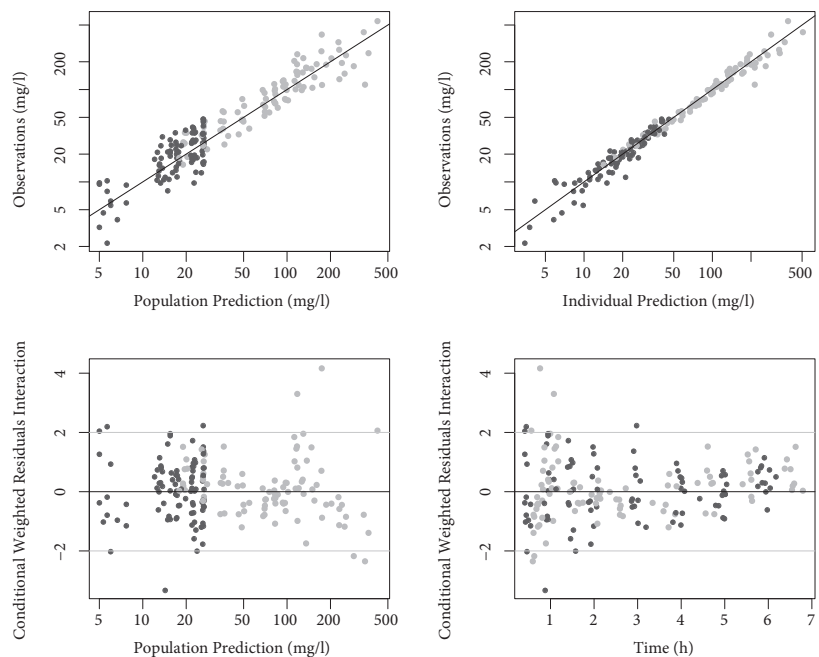 Observations (mg/l)
200
50
20
5
2
5 10 20 50 100 200 500
Population Prediction (mg/l)
Observations (mg/l)
200
50
20
5
2
5 20 100 500
Individual Prediction (mg/l)
Conditional Weighted Residuals Interaction
4
2
0
−2
5 10 20 50 100 200 500
Population Prediction (mg/l)
Conditional Weighted Residuals Interaction
4
2
0
−2
1 2 3 4 5 6 7
Time (h)